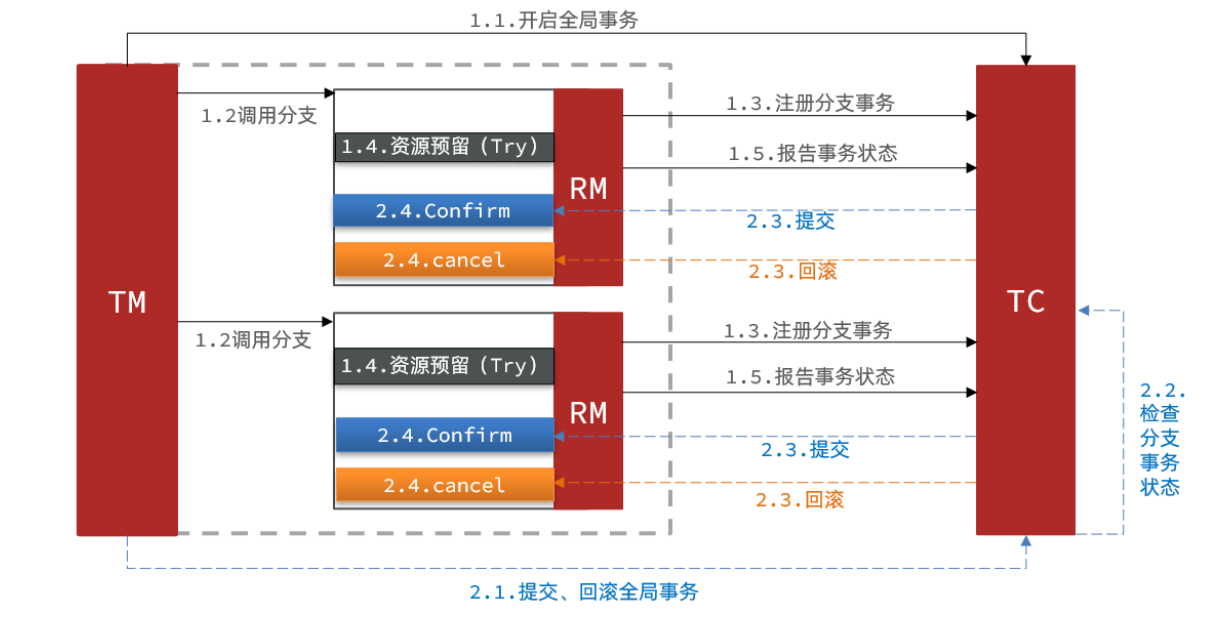 1.1.开启全局事务
1.2调用分支
1.3.注册分支事务
1.4.资源预留（Try）
1.5.报告事务状态
RM
2.4.Confirm
2.3.提交
2.4.cancel
2.3.回滚
TM
TC
1.2调用分支
1.3.注册分支事务
1.4.资源预留（Try）
1.5.报告事务状态
RM
2.4.Confirm
2.3.提交
2.4.cancel
2.3.回滚
2.2.
检查
分支
事务
状态
2.1.提交、回滚全局事务